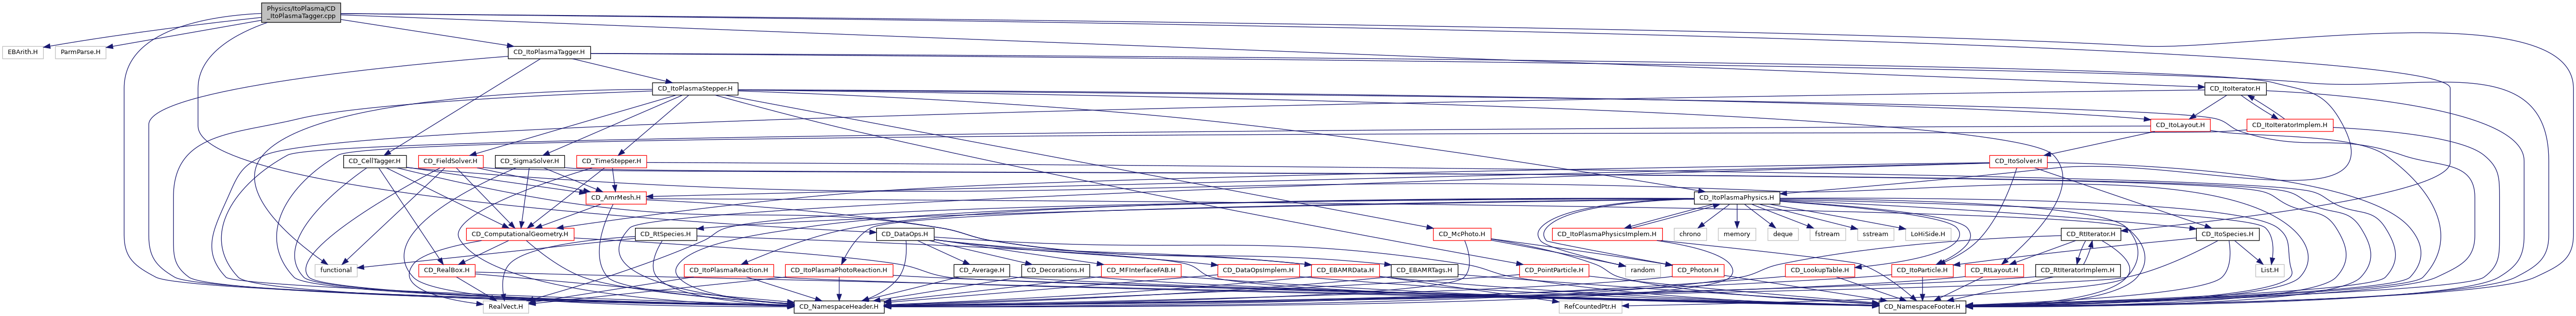 Physics/ItoPlasma/CD
_ItoPlasmaTagger.cpp
EBArith.H
ParmParse.H
CD_ItoPlasmaTagger.H
CD_ItoPlasmaStepper.H
CD_ItoIterator.H
CD_ItoLayout.H
CD_ItoIteratorImplem.H
CD_CellTagger.H
CD_FieldSolver.H
CD_SigmaSolver.H
CD_TimeStepper.H
CD_ItoSolver.H
CD_AmrMesh.H
CD_ItoPlasmaPhysics.H
CD_ComputationalGeometry.H
CD_RtSpecies.H
CD_DataOps.H
CD_McPhoto.H
CD_ItoPlasmaPhysicsImplem.H
chrono
memory
deque
fstream
sstream
LoHiSide.H
CD_RtIterator.H
CD_ItoSpecies.H
functional
CD_RealBox.H
CD_ItoPlasmaReaction.H
CD_ItoPlasmaPhotoReaction.H
CD_Average.H
CD_Decorations.H
CD_MFInterfaceFAB.H
CD_DataOpsImplem.H
CD_EBAMRData.H
CD_EBAMRTags.H
CD_PointParticle.H
random
CD_Photon.H
CD_LookupTable.H
CD_ItoParticle.H
CD_RtLayout.H
CD_RtIteratorImplem.H
List.H
RealVect.H
CD_NamespaceHeader.H
RefCountedPtr.H
CD_NamespaceFooter.H